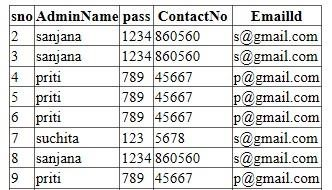 sno AdminName pass ContactNo EmailId
2 sanjana 1234 860560 s@gmail.com
3 sanjana 1234 860560 s@gmail.com
4 priti 789 45667 p@gmail.com
5 priti 789 45667 p@gmail.com
6 priti 789 45667 p@gmail.com
7 suchita 123 5678 s@gmail.com
8 sanjana 1234 860560 s@gmail.com
9 priti 789 45667 p@gmail.com